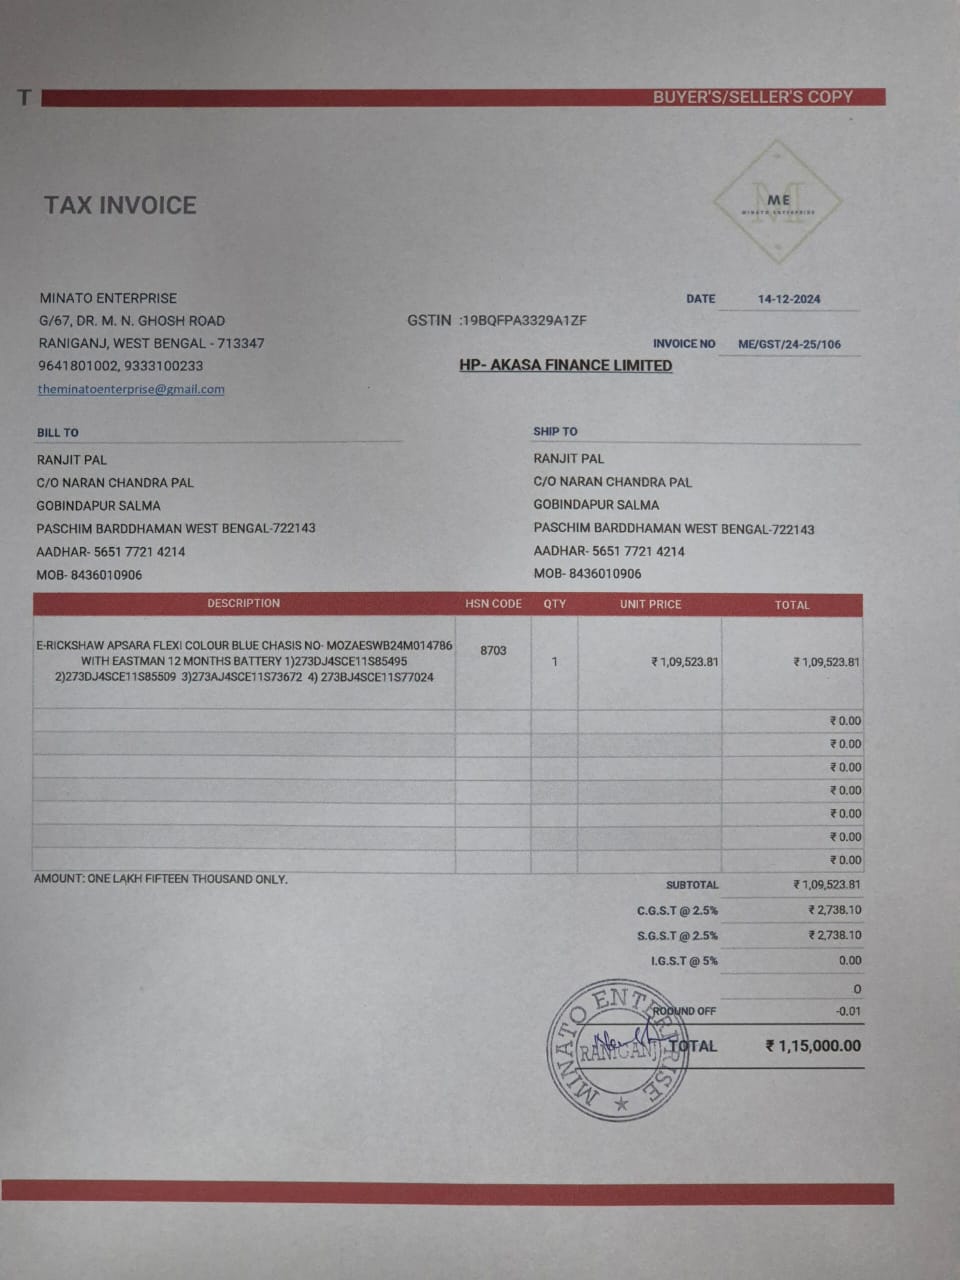 T
BUYER'S/SELLER'S COPY
TAX INVOICE
ME
MINATO ENTERPRISE
MINATO ENTERPRISE
G/67, DR. M. N. GHOSH ROAD
RANIGANJ, WEST BENGAL - 713347
9641801002, 9333100233
theminatoenterprise@gmail.com
GSTIN :19BQFPA3329A1ZF
HP- AKASA FINANCE LIMITED
DATE 14-12-2024
INVOICE NO ME/GST/24-25/106
BILL TO
RANJIT PAL
C/O NARAN CHANDRA PAL
GOBINDAPUR SALMA
PASCHIM BARDDHAMAN WEST BENGAL-722143
AADHAR- 5651 7721 4214
MOB- 8436010906
SHIP TO
RANJIT PAL
C/O NARAN CHANDRA PAL
GOBINDAPUR SALMA
PASCHIM BARDDHAMAN WEST BENGAL-722143
AADHAR- 5651 7721 4214
MOB- 8436010906
DESCRIPTION HSN CODE QTY UNIT PRICE TOTAL
E-RICKSHAW APSARA FLEXI COLOUR BLUE CHASIS NO- MOZAESWB24M014786
WITH EASTMAN 12 MONTHS BATTERY 1)273DJ4SCE11S85495
2)273DJ4SCE11S85509 3)273AJ4SCE11S73672 4) 273BJ4SCE11S77024
8703 1 ₹ 1,09,523.81 ₹ 1,09,523.81
₹ 0.00
₹ 0.00
₹ 0.00
₹ 0.00
₹ 0.00
₹ 0.00
₹ 0.00
AMOUNT: ONE LAKH FIFTEEN THOUSAND ONLY.
SUBTOTAL ₹ 1,09,523.81
C.G.S.T @ 2.5% ₹ 2,738.10
S.G.S.T @ 2.5% ₹ 2,738.10
I.G.S.T @ 5% 0.00
0
ROOUND OFF -0.01
TOTAL ₹ 1,15,000.00
MINATO ENTERPRISE
RANIGANJ